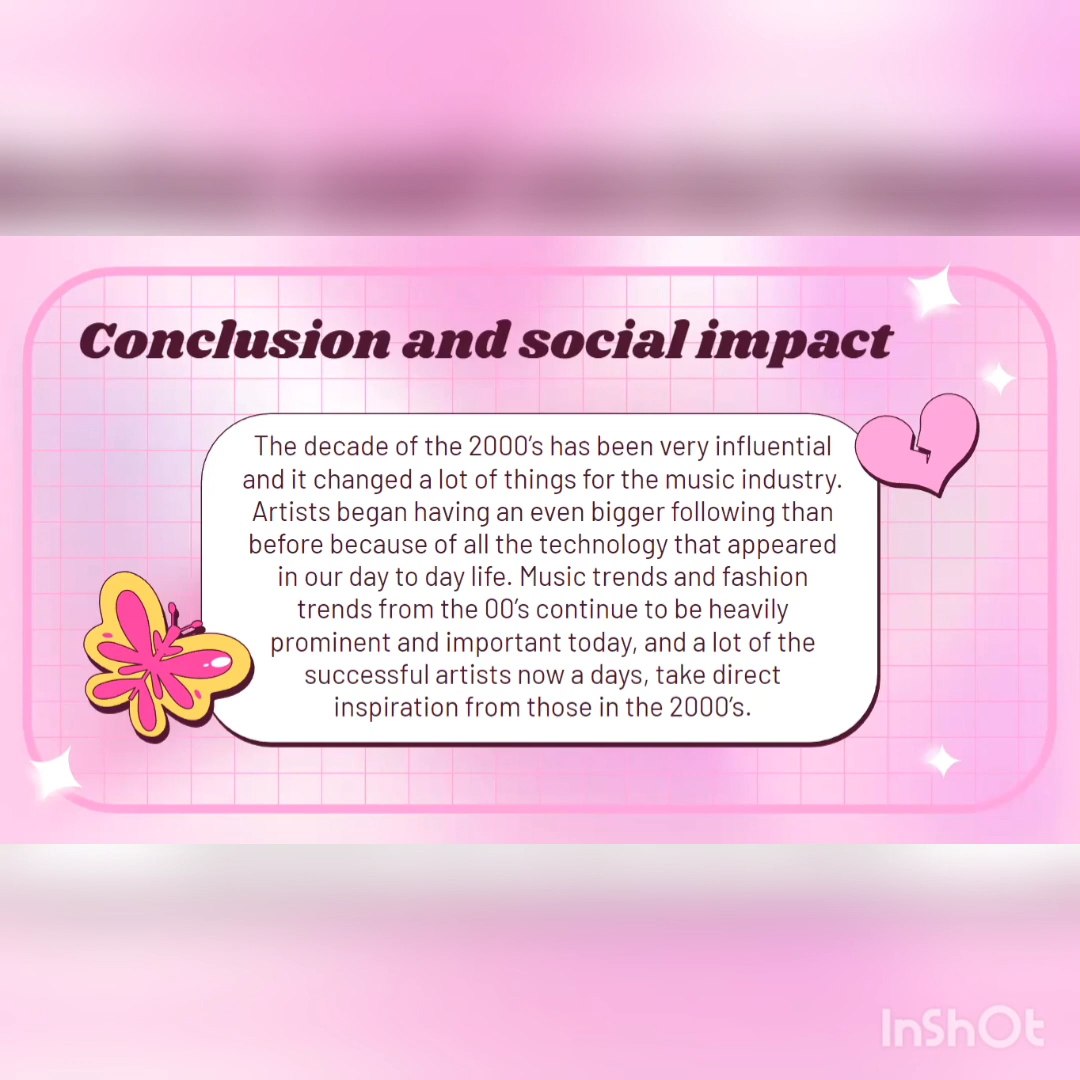 Conclusion and social impact
The decade of the 2000's has been very influential
and it changed a lot of things for the music industry.
Artists began having an even bigger following than
before because of all the technology that appeared
in our day to day life. Music trends and fashion
trends from the 00's continue to be heavily
prominent and important today, and a lot of the
successful artists now a days, take direct
inspiration from those in the 2000's.
InShOt